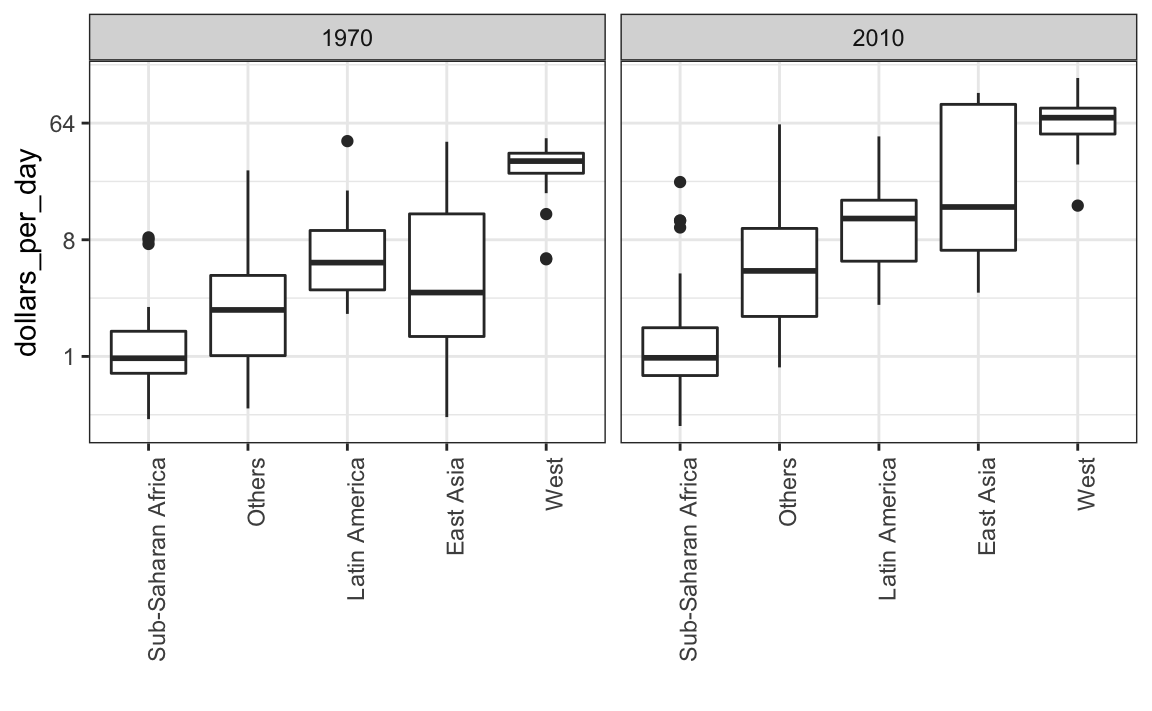 1970
2010
dollars_per_day
64
8
1
Sub-Saharan Africa
Others
Latin America
East Asia
West
Sub-Saharan Africa
Others
Latin America
East Asia
West